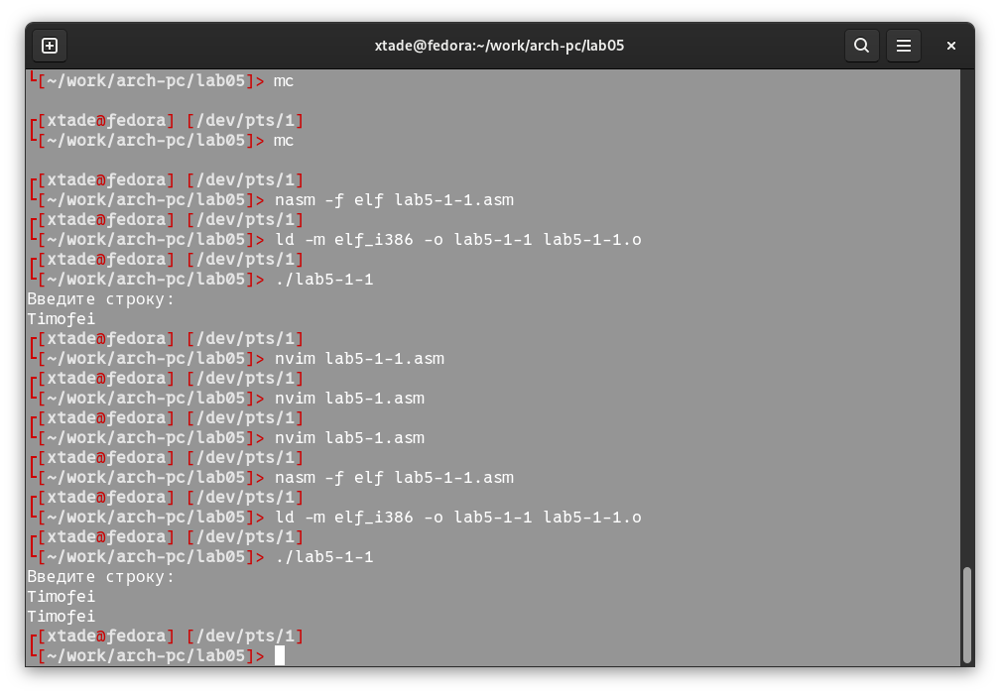 xtade@fedora:~/work/arch-pc/lab05
[~/work/arch-pc/lab05]> mc
[xtade@fedora] [/dev/pts/1]
[~/work/arch-pc/lab05]> mc
[xtade@fedora] [/dev/pts/1]
[~/work/arch-pc/lab05]> nasm -f elf lab5-1-1.asm
[xtade@fedora] [/dev/pts/1]
[~/work/arch-pc/lab05]> ld -m elf_i386 -o lab5-1-1 lab5-1-1.o
[xtade@fedora] [/dev/pts/1]
[~/work/arch-pc/lab05]> ./lab5-1-1
Введите строку:
Timofei
[xtade@fedora] [/dev/pts/1]
[~/work/arch-pc/lab05]> nvim lab5-1-1.asm
[xtade@fedora] [/dev/pts/1]
[~/work/arch-pc/lab05]> nvim lab5-1.asm
[xtade@fedora] [/dev/pts/1]
[~/work/arch-pc/lab05]> nvim lab5-1.asm
[xtade@fedora] [/dev/pts/1]
[~/work/arch-pc/lab05]> nasm -f elf lab5-1-1.asm
[xtade@fedora] [/dev/pts/1]
[~/work/arch-pc/lab05]> ld -m elf_i386 -o lab5-1-1 lab5-1-1.o
[xtade@fedora] [/dev/pts/1]
[~/work/arch-pc/lab05]> ./lab5-1-1
Введите строку:
Timofei
Timofei
[xtade@fedora] [/dev/pts/1]
[~/work/arch-pc/lab05]>